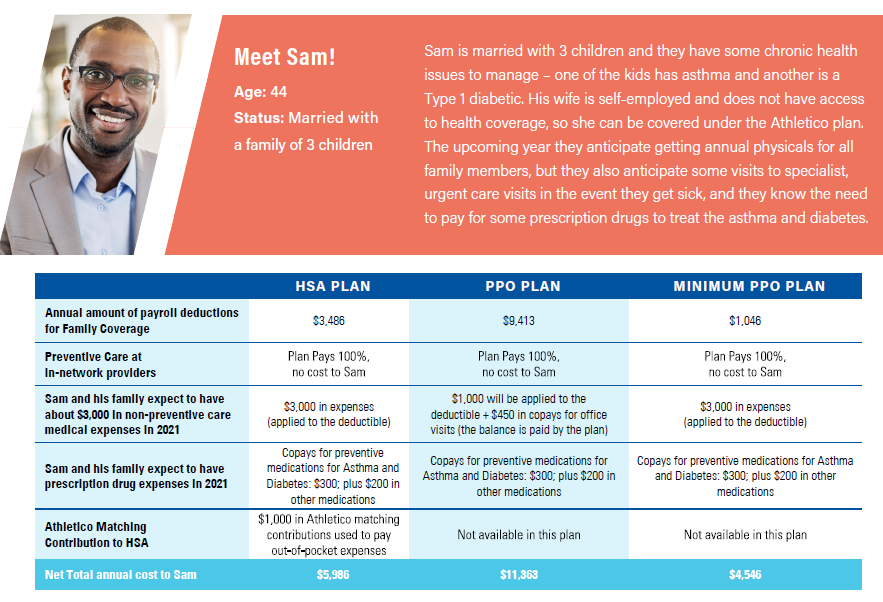 Meet Sam!
Age: 44
Status: Married with
a family of 3 children
Sam is married with 3 children and they have some chronic health
issues to manage – one of the kids has asthma and another is a
Type 1 diabetic. His wife is self-employed and does not have access
to health coverage, so she can be covered under the Athletico plan.
The upcoming year they anticipate getting annual physicals for all
family members, but they also anticipate some visits to specialist,
urgent care visits in the event they get sick, and they know the need
to pay for some prescription drugs to treat the asthma and diabetes.
HSA PLAN PPO PLAN MINIMUM PPO PLAN
Annual amount of payroll deductions
for Family Coverage
$3,486 $9,413 $1,046
Preventive Care at
in-network providers
Plan Pays 100%,
no cost to Sam
Plan Pays 100%,
no cost to Sam
Plan Pays 100%,
no cost to Sam
Sam and his family expect to have
about $3,000 in non-preventive care
medical expenses in 2021
$3,000 in expenses
(applied to the deductible)
$1,000 will be applied to the
deductible + $450 in copays for office
visits (the balance is paid by the plan)
$3,000 in expenses
(applied to the deductible)
Sam and his family expect to have
prescription drug expenses in 2021
Copays for preventive
medications for Asthma and
Diabetes: $300; plus $200 in
other medications
Copays for preventive medications for
Asthma and Diabetes: $300; plus $200 in
other medications
Copays for preventive medications for Asthma
and Diabetes: $300; plus $200 in other
medications
Athletico Matching
Contribution to HSA
$1,000 in Athletico matching
contributions used to pay
out-of-pocket expenses
Not available in this plan
Not available in this plan
Net Total annual cost to Sam $5,986 $11,363 $4,546